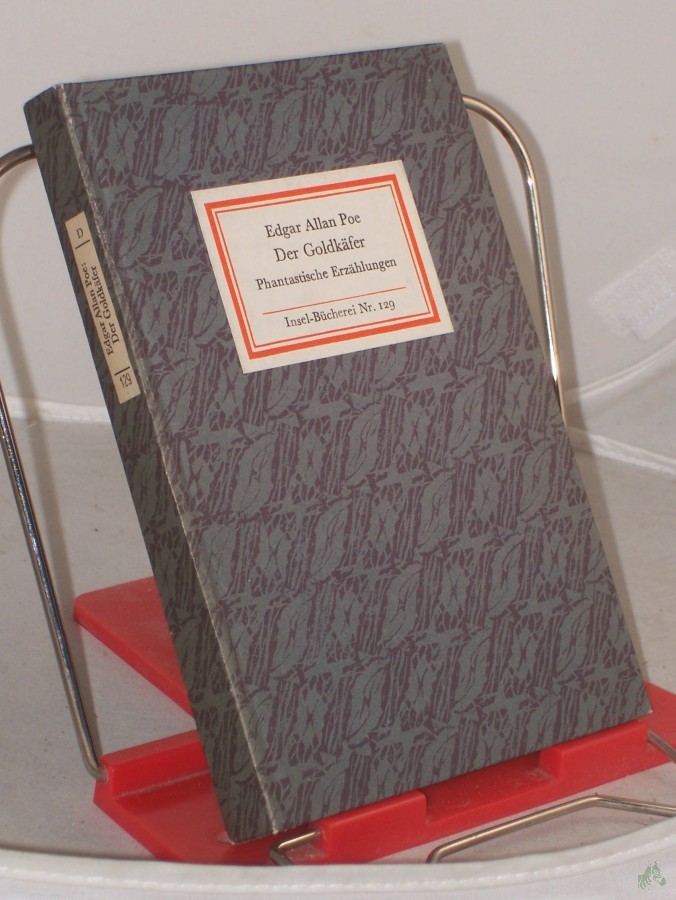 Edgar Allan Poe
Der Goldkäfer
Phantastische Erzählungen
Insel-Bücherei Nr. 129
D
Edgar Allan Poe:
Der Goldkäfer
129